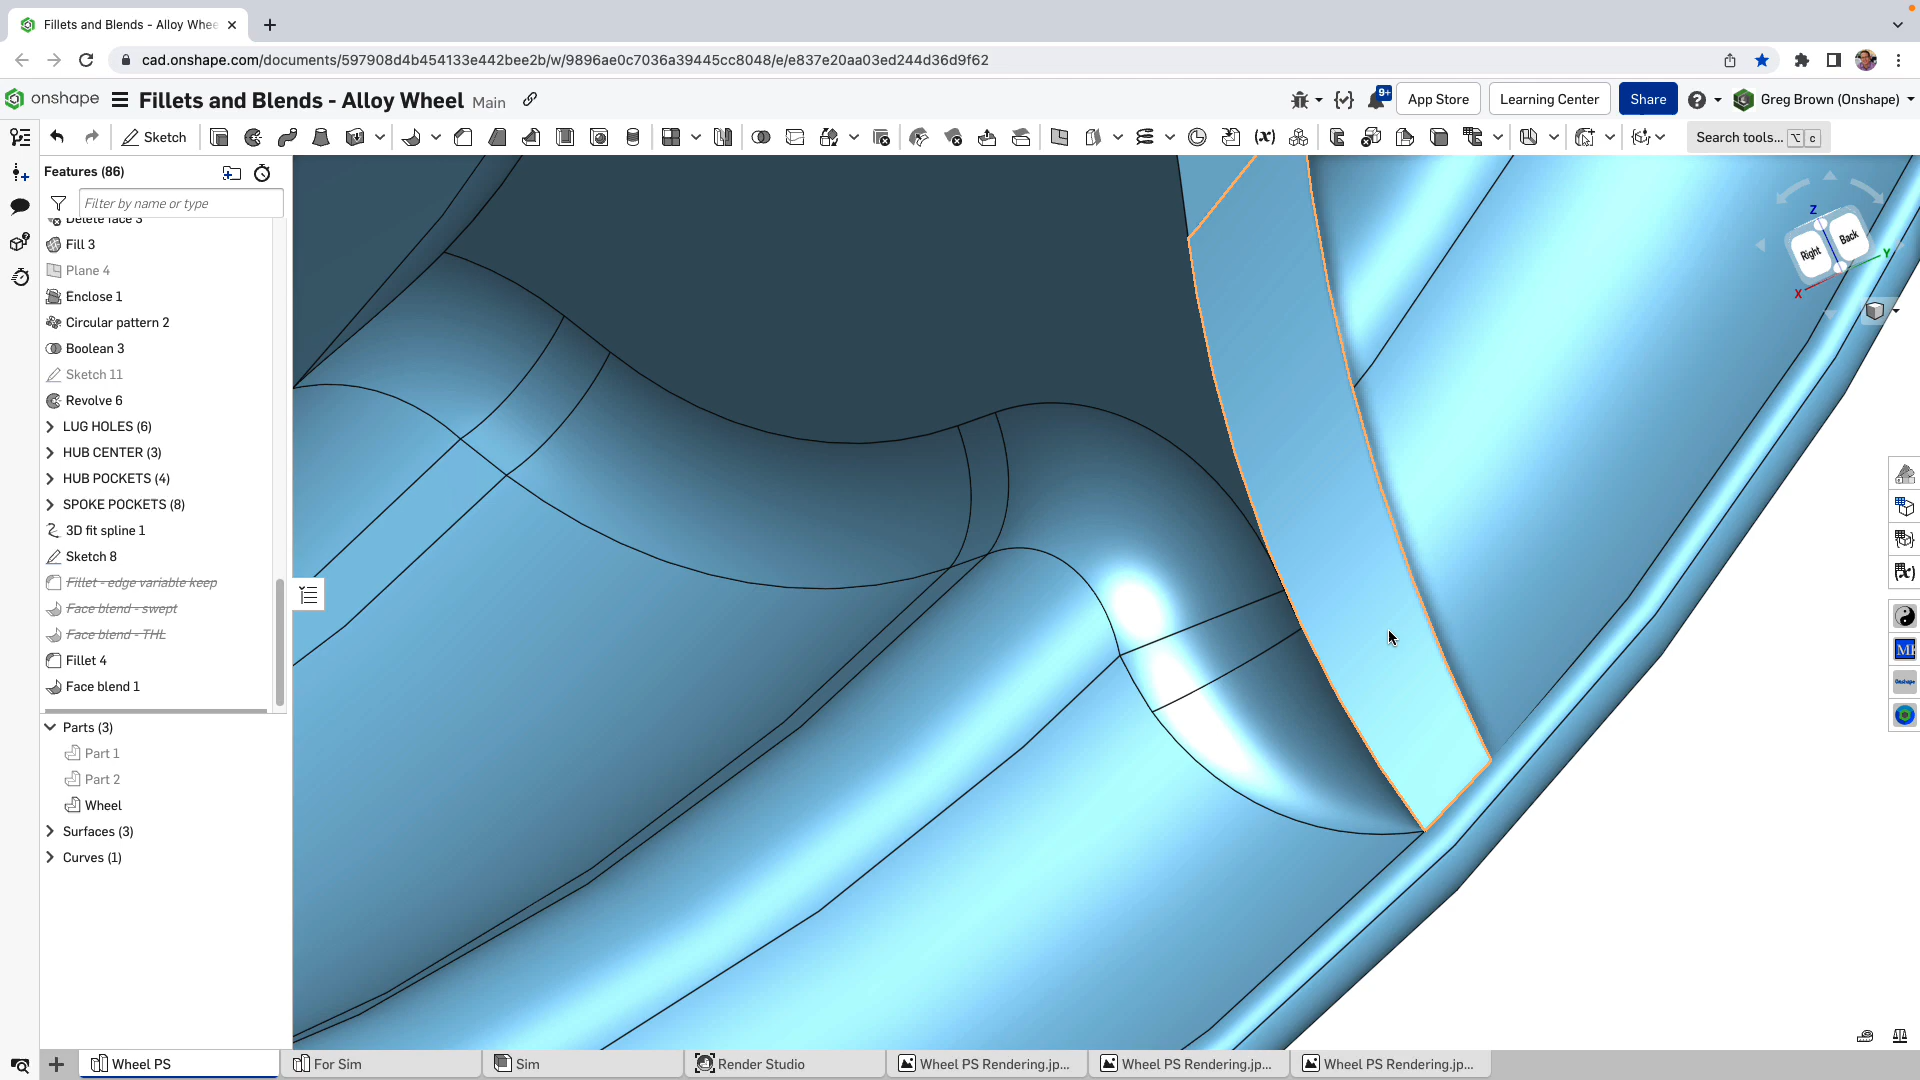 Fillets and Blends - Alloy Whee
cad.onshape.com/documents/597908d4b454133e442bee2b/w/9896ae0c7036a39445cc8048/e/e837e20aa03ed244d36d9f62
onshape Fillets and Blends - Alloy Wheel Main 9+ App Store Learning Center Share Greg Brown (Onshape)
Sketch (x) Search tools... ⌥ c
Features (86)
Filter by name or type
Delete face 3
Fill 3
Plane 4
Enclose 1
Circular pattern 2
Boolean 3
Sketch 11
Revolve 6
LUG HOLES (6)
HUB CENTER (3)
HUB POCKETS (4)
SPOKE POCKETS (8)
3D fit spline 1
Sketch 8
Fillet - edge variable keep
Face blend - swept
Face blend - THL
Fillet 4
Face blend 1
Parts (3)
Part 1
Part 2
Wheel
Surfaces (3)
Curves (1)
Z
Right Back
Y
X
(x)
Onshape
Wheel PS For Sim Sim Render Studio Wheel PS Rendering.jp... Wheel PS Rendering.jp... Wheel PS Rendering.jp...